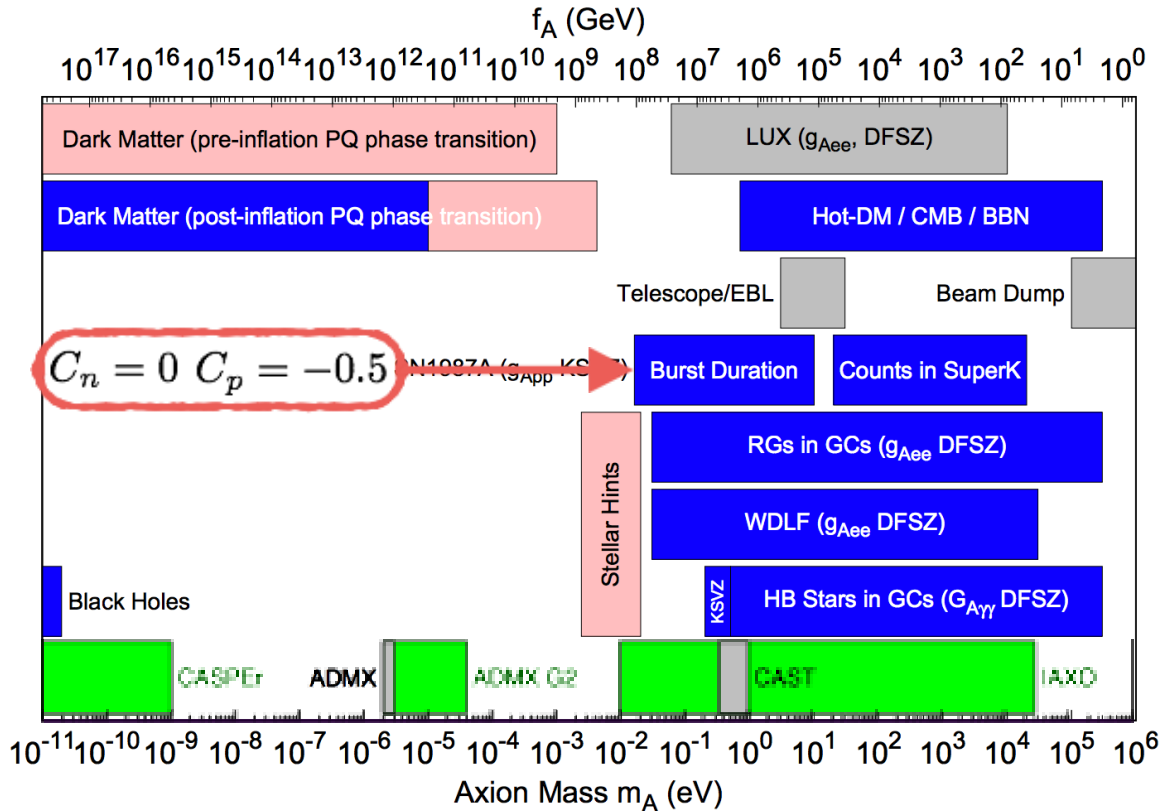 f_A (GeV)
10^17 10^16 10^15 10^14 10^13 10^12 10^11 10^10 10^9 10^8 10^7 10^6 10^5 10^4 10^3 10^2 10^1 10^0
Dark Matter (pre-inflation PQ phase transition)
LUX (g_Aee, DFSZ)
Dark Matter (post-inflation PQ phase transition)
Hot-DM / CMB / BBN
Telescope/EBL
Beam Dump
C_n = 0 C_p = −0.5
(g_App
Burst Duration
Counts in SuperK
RGs in GCs (g_Aee DFSZ)
Stellar Hints
WDLF (g_Aee DFSZ)
Black Holes
KSVZ
HB Stars in GCs (G_Aγγ DFSZ)
CASPEr
ADMX
ADMX G2
CAST
IAXO
10^-11 10^-10 10^-9 10^-8 10^-7 10^-6 10^-5 10^-4 10^-3 10^-2 10^-1 10^0 10^1 10^2 10^3 10^4 10^5 10^6
Axion Mass m_A (eV)